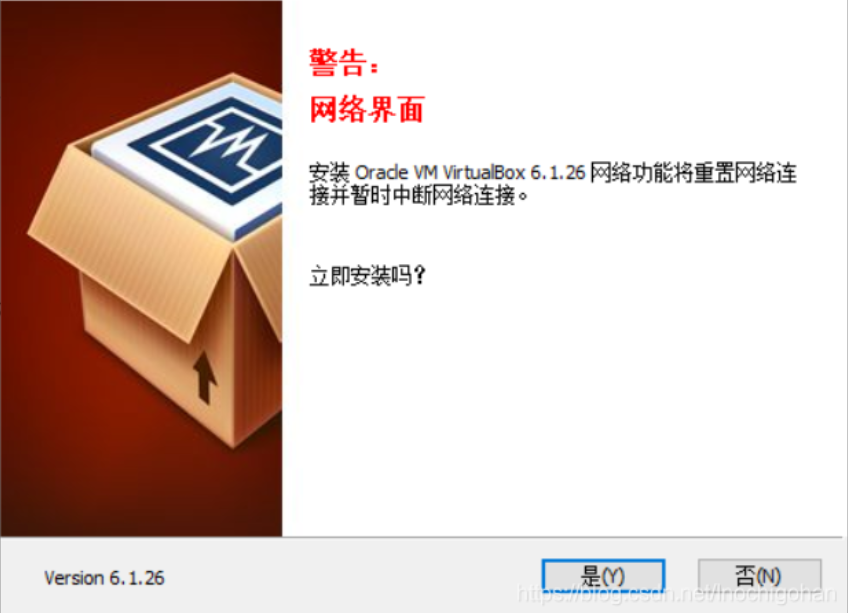 警告：
网络界面
安装 Oracle VM VirtualBox 6.1.26 网络功能将重置网络连
接并暂时中断网络连接。
立即安装吗？
Version 6.1.26
是(Y)
否(N)
https://blog.csdn.net/Inochigohan